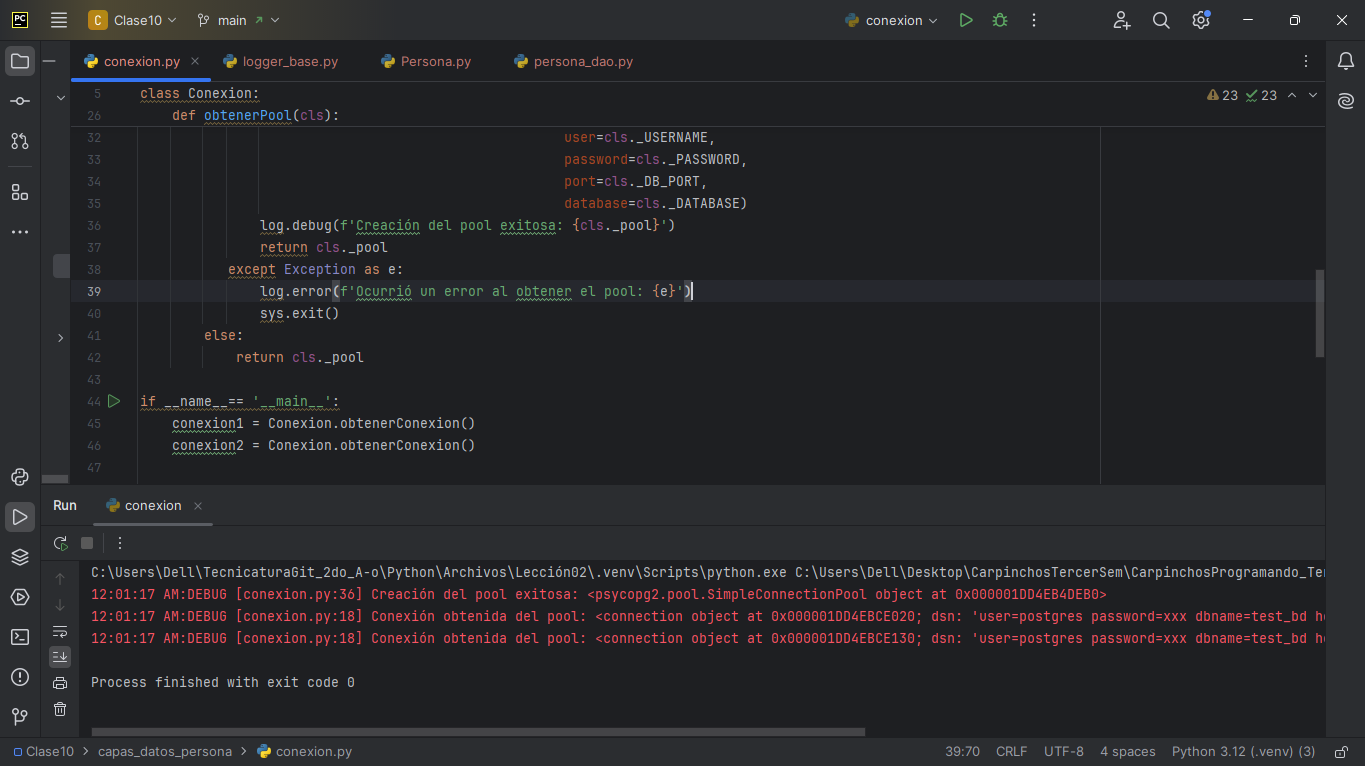 PC C Clase10 main conexion
conexion.py logger_base.py Persona.py persona_dao.py
5 class Conexion: 23 23
26 def obtenerPool(cls):
32 user=cls._USERNAME,
33 password=cls._PASSWORD,
34 port=cls._DB_PORT,
35 database=cls._DATABASE)
36 log.debug(f'Creación del pool exitosa: {cls._pool}')
37 return cls._pool
38 except Exception as e:
39 log.error(f'Ocurrió un error al obtener el pool: {e}')
40 sys.exit()
41 else:
42 return cls._pool
43
44 if __name__== '__main__':
45 conexion1 = Conexion.obtenerConexion()
46 conexion2 = Conexion.obtenerConexion()
47
Run conexion
C:\Users\Dell\TecnicaturaGit_2do_A-o\Python\Archivos\Lección02\.venv\Scripts\python.exe C:\Users\Dell\Desktop\CarpinchosTercerSem\CarpinchosProgramando_Ter
12:01:17 AM:DEBUG [conexion.py:36] Creación del pool exitosa: <psycopg2.pool.SimpleConnectionPool object at 0x000001DD4EB4DEB0>
12:01:17 AM:DEBUG [conexion.py:18] Conexión obtenida del pool: <connection object at 0x000001DD4EBCE020; dsn: 'user=postgres password=xxx dbname=test_bd ho
12:01:17 AM:DEBUG [conexion.py:18] Conexión obtenida del pool: <connection object at 0x000001DD4EBCE130; dsn: 'user=postgres password=xxx dbname=test_bd ho
Process finished with exit code 0
Clase10 > capas_datos_persona > conexion.py 39:70 CRLF UTF-8 4 spaces Python 3.12 (.venv) (3)